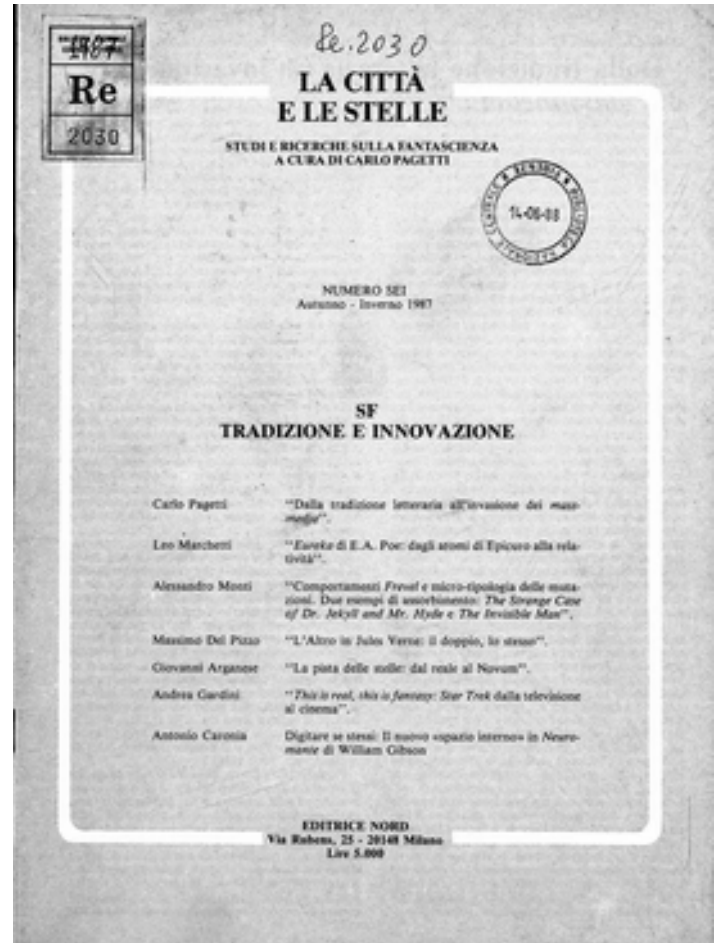 Re.2030
1987
Re
2030
LA CITTÀ
E LE STELLE
STUDI E RICERCHE SULLA FANTASCIENZA
A CURA DI CARLO PAGETTI
14-06-88
NUMERO SEI
Autunno - Inverno 1987
SF
TRADIZIONE E INNOVAZIONE
Carlo Pagetti "Dalla tradizione letteraria all'invasione dei mass-
media".
Leo Marchetti "Eureka di E.A. Poe: dagli atomi di Epicuro alla rela-
tività".
Alessandro Monti "Comportamenti Freval e micro-tipologia delle muta-
zioni. Due esempi di assorbimento: The Strange Case
of Dr. Jekyll and Mr. Hyde e The Invisible Man".
Massimo Del Pizzo "L'Altro in Jules Verne: il doppio, lo stesso".
Giovanni Arganese "La pista delle stelle: dal reale al Novum".
Andrea Gardini "This is real, this is fantasy: Star Trek dalla televisione
al cinema".
Antonio Caronia Digitare se stessi: Il nuovo «spazio interno» in Neuro-
mante di William Gibson
EDITRICE NORD
Via Rubens, 25 - 20148 Milano
Lire 5.000